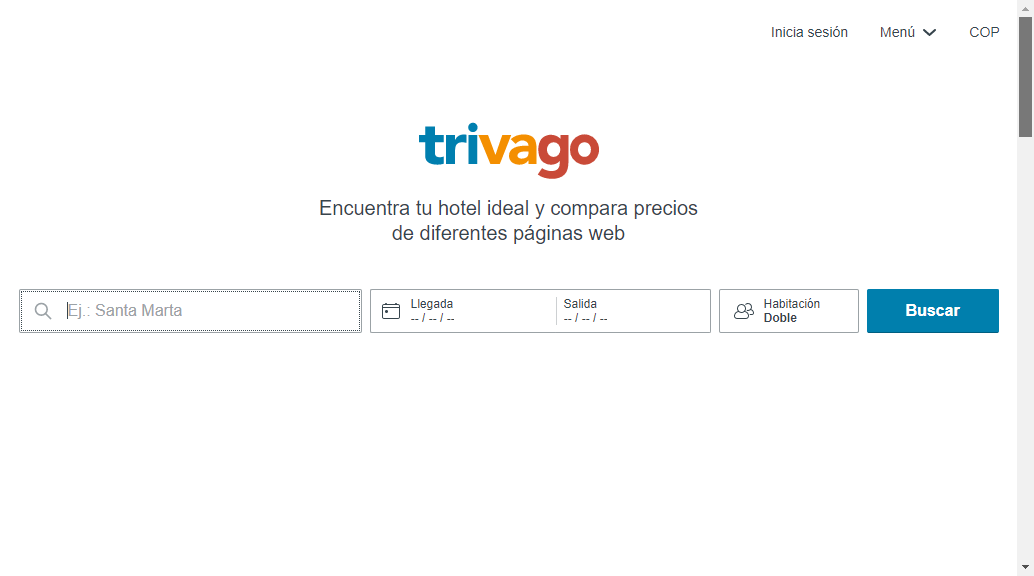 Inicia sesión Menú COP
trivago
Encuentra tu hotel ideal y compara precios
de diferentes páginas web
Ej.: Santa Marta
Llegada
-- / -- / --
Salida
-- / -- / --
Habitación
Doble
Buscar